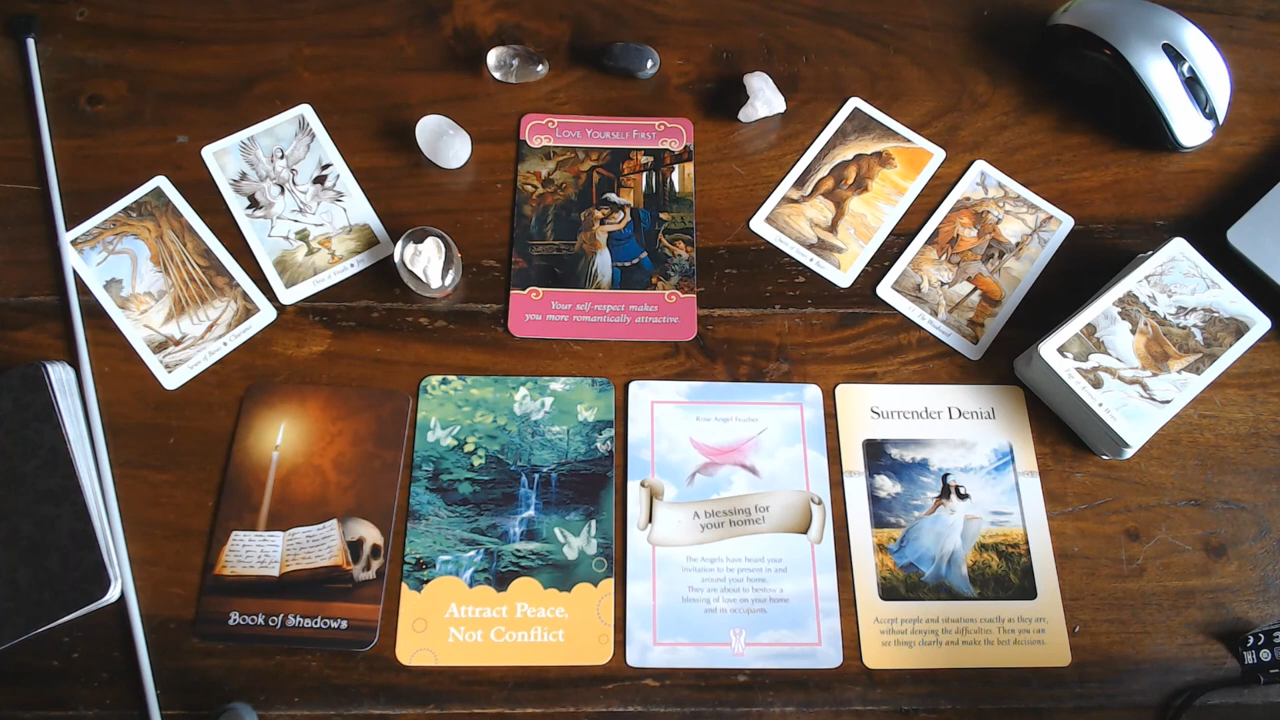 LOVE YOURSELF FIRST
Your self-respect makes
you more romantically attractive.
Book of Shadows
Attract Peace,
Not Conflict
Rose Angel Feather
A blessing for
your home!
The Angels have heard your
invitation to be present in and
around your home.
They are about to bestow a
blessing of love on your home
and its occupants.
Surrender Denial
Accept people and situations exactly as they are,
without denying the difficulties. Then you can
see things clearly and make the best decisions.
The Woodward